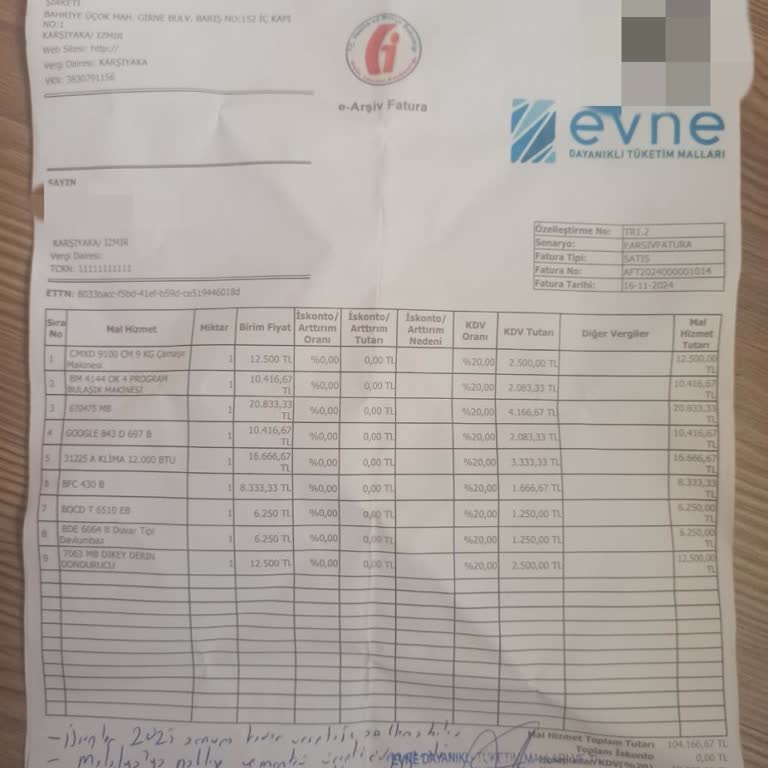 ŞİRKETİ
BAHRİYE ÜÇOK MAH. GİRNE BULV. BARIŞ NO:152 İÇ KAPI
NO:1
KARŞIYAKA/ İZMİR
Web Sitesi: http://
Vergi Dairesi: KARŞIYAKA
VKN: 3830791156
e-Arşiv Fatura
evne
DAYANIKLI TÜKETİM MALLARI
SAYIN
KARŞIYAKA/ İZMİR
Vergi Dairesi:
TCKN: 11111111111
ETTN: 8033bacc-f5bd-41ef-b59d-ce519446018d
Özelleştirme No: TR1.2
Senaryo: EARSIVFATURA
Fatura Tipi: SATIS
Fatura No: AFT2024000001014
Fatura Tarihi: 16-11-2024
Sıra No Mal Hizmet Miktar Birim Fiyat İskonto/ Arttırım Oranı İskonto/ Arttırım Tutarı İskonto/ Arttırım Nedeni KDV Oranı KDV Tutarı Diğer Vergiler Mal Hizmet Tutarı
1 CMXD 9100 CM 9 KG Çamaşır Makinesi 1 12.500 TL %0,00 0,00 TL %20,00 2.500,00 TL 12.500,00 TL
2 BM 4144 OK 4 PROGRAM BULAŞIK MAKİNESİ 1 10.416,67 TL %0,00 0,00 TL %20,00 2.083,33 TL 10.416,67 TL
3 670475 MB 1 20.833,33 TL %0,00 0,00 TL %20,00 4.166,67 TL 20.833,33 TL
4 GOOGLE 843 D 697 B 1 10.416,67 TL %0,00 0,00 TL %20,00 2.083,33 TL 10.416,67 TL
5 31225 A KLİMA 12.000 BTU 1 16.666,67 TL %0,00 0,00 TL %20,00 3.333,33 TL 16.666,67 TL
6 BFC 430 B 1 8.333,33 TL %0,00 0,00 TL %20,00 1.666,67 TL 8.333,33 TL
7 BOCD T 6510 EB 1 6.250 TL %0,00 0,00 TL %20,00 1.250,00 TL 6.250,00 TL
8 BDE 6664 B Duvar Tipi Davlumbaz 1 6.250 TL %0,00 0,00 TL %20,00 1.250,00 TL 6.250,00 TL
9 7063 MB DİKEY DERİN DONDURUCU 1 12.500 TL %0,00 0,00 TL %20,00 2.500,00 TL 12.500,00 TL
Mal Hizmet Toplam Tutarı 104.166,67 TL
Toplam İskonto 0,00 TL
EVNE DAYANIKLI TÜKETİM MALLARI